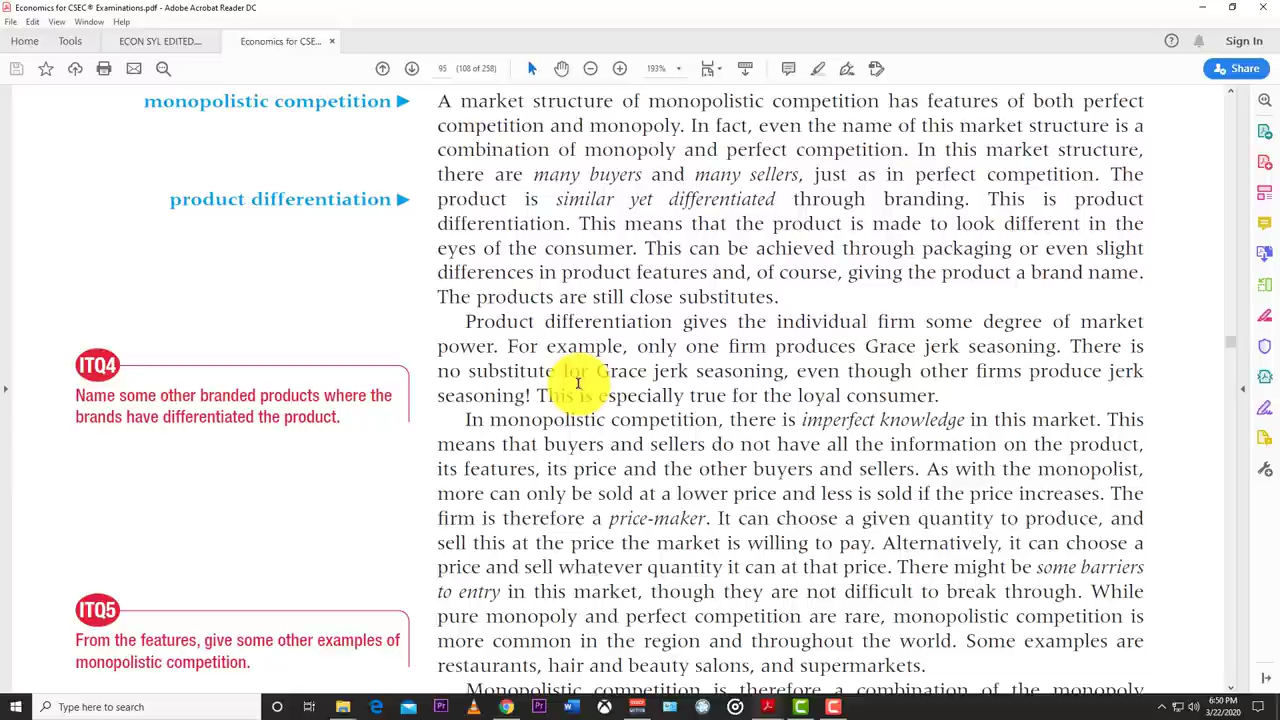 Economics for CSEC® Examinations.pdf - Adobe Acrobat Reader DC
File Edit View Window Help
Home Tools ECON SYL EDITED.... Economics for CSE... ×
Sign In
95 (108 of 258) 193% Share
monopolistic competition ►
product differentiation ►
A market structure of monopolistic competition has features of both perfect
competition and monopoly. In fact, even the name of this market structure is a
combination of monopoly and perfect competition. In this market structure,
there are many buyers and many sellers, just as in perfect competition. The
product is similar yet differentiated through branding. This is product
differentiation. This means that the product is made to look different in the
eyes of the consumer. This can be achieved through packaging or even slight
differences in product features and, of course, giving the product a brand name.
The products are still close substitutes.
Product differentiation gives the individual firm some degree of market
power. For example, only one firm produces Grace jerk seasoning. There is
no substitute for Grace jerk seasoning, even though other firms produce jerk
seasoning! This is especially true for the loyal consumer.
ITQ4
Name some other branded products where the
brands have differentiated the product.
In monopolistic competition, there is imperfect knowledge in this market. This
means that buyers and sellers do not have all the information on the product,
its features, its price and the other buyers and sellers. As with the monopolist,
more can only be sold at a lower price and less is sold if the price increases. The
firm is therefore a price-maker. It can choose a given quantity to produce, and
sell this at the price the market is willing to pay. Alternatively, it can choose a
price and sell whatever quantity it can at that price. There might be some barriers
to entry in this market, though they are not difficult to break through. While
pure monopoly and perfect competition are rare, monopolistic competition is
more common in the region and throughout the world. Some examples are
restaurants, hair and beauty salons, and supermarkets.
ITQ5
From the features, give some other examples of
monopolistic competition.
Monopolistic competition is therefore a combination of the monopoly
Type here to search
6:50 PM
3/22/2020